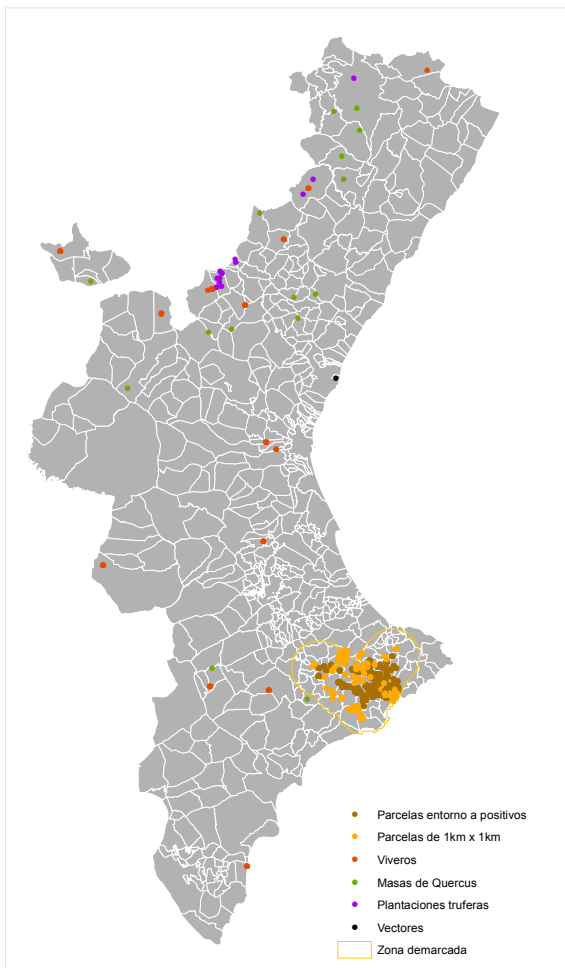 Parcelas entorno a positivos
Parcelas de 1km x 1km
Viveros
Masas de Quercus
Plantaciones truferas
Vectores
Zona demarcada